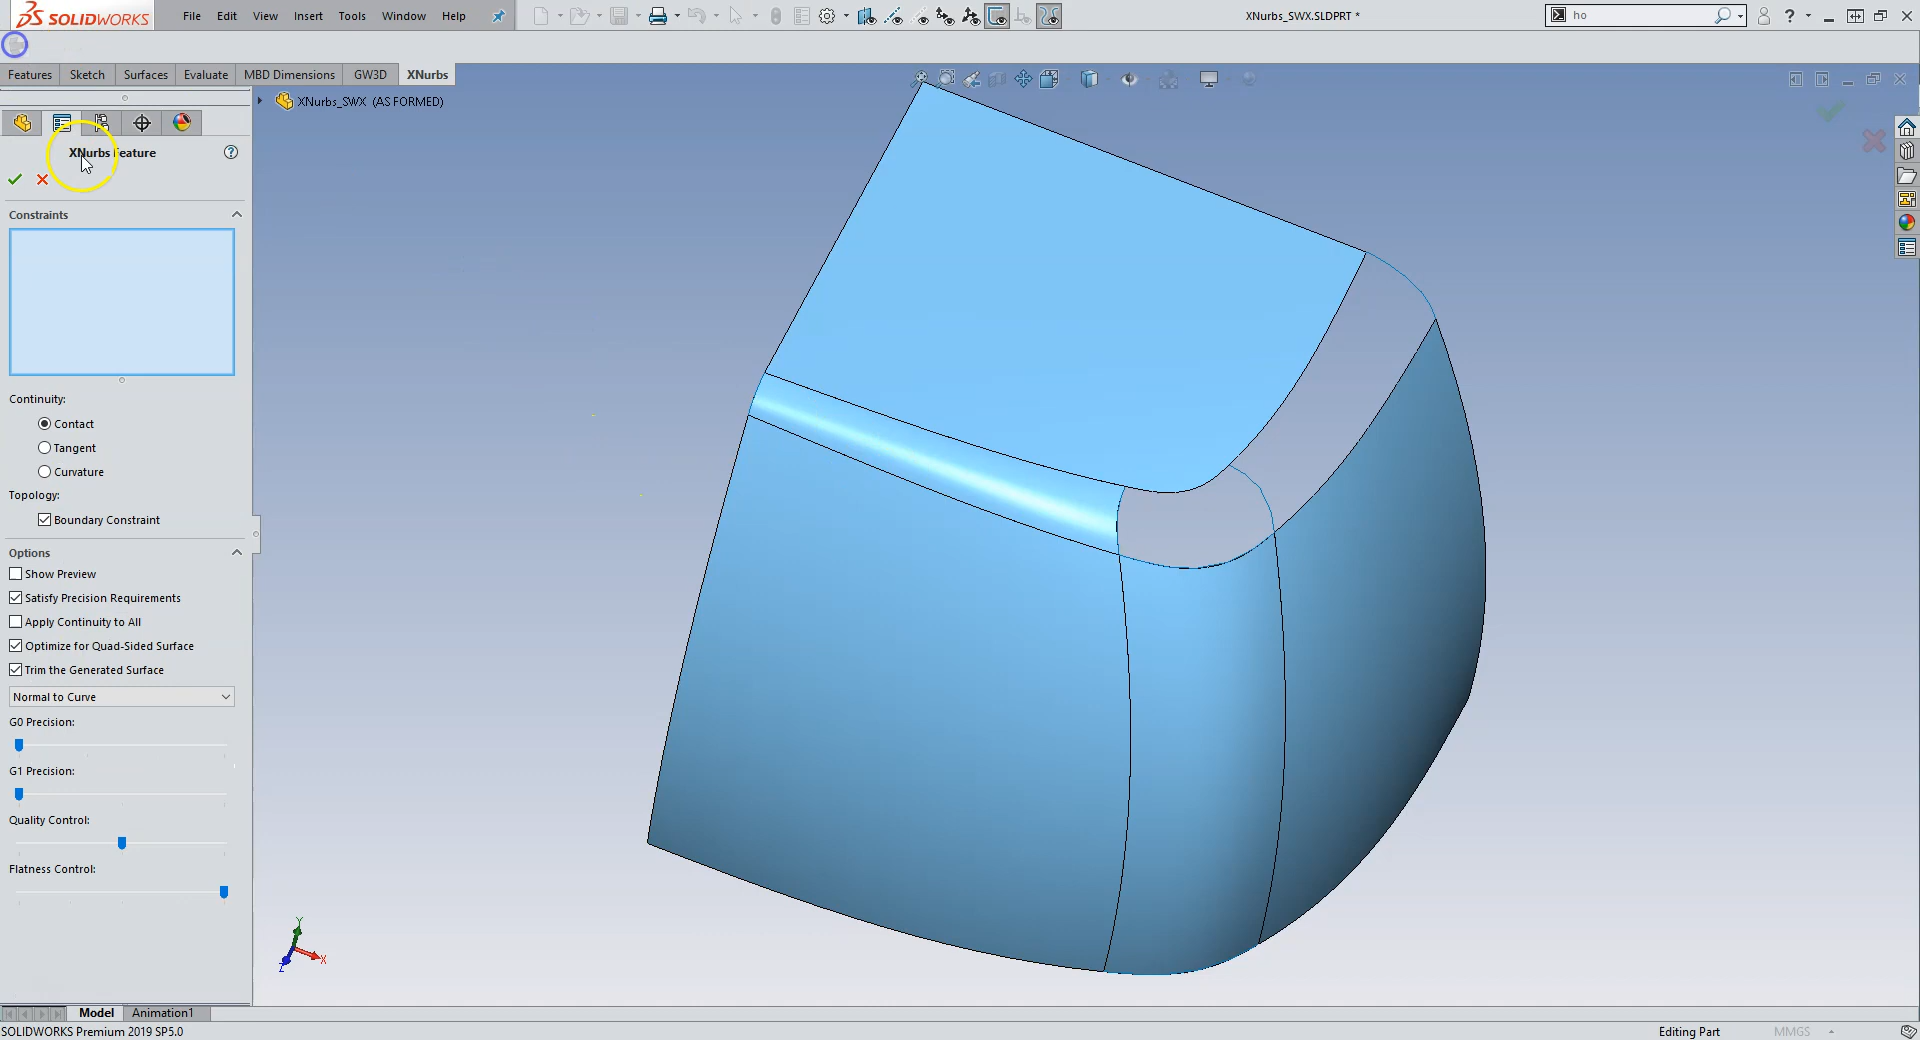 SOLIDWORKS File Edit View Insert Tools Window Help XNurbs_SWX.SLDPRT * ho ?
Features Sketch Surfaces Evaluate MBD Dimensions GW3D XNurbs
XNurbs_SWX (AS FORMED)
XNurbs Feature ?
Constraints
Continuity:
Contact
Tangent
Curvature
Topology:
Boundary Constraint
Options
Show Preview
Satisfy Precision Requirements
Apply Continuity to All
Optimize for Quad-Sided Surface
Trim the Generated Surface
Normal to Curve
G0 Precision:
G1 Precision:
Quality Control:
Flatness Control:
Y
X
Z
Model Animation1
SOLIDWORKS Premium 2019 SP5.0 Editing Part MMGS